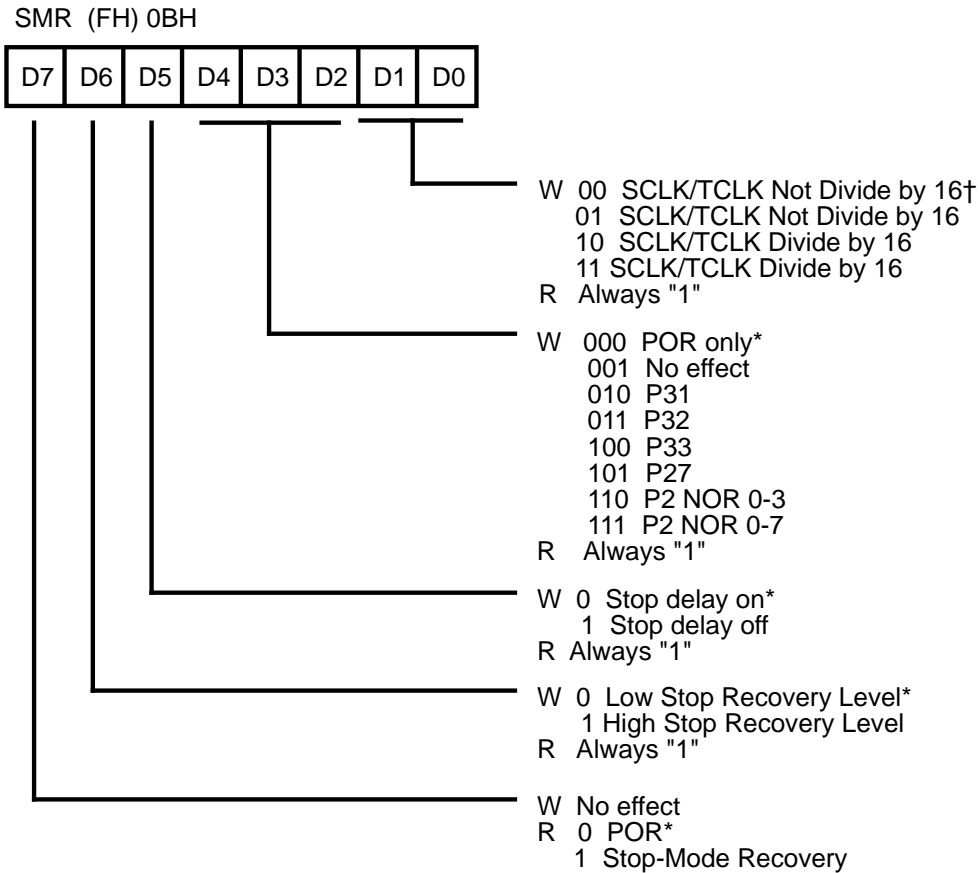 SMR (FH) 0BH
D7 D6 D5 D4 D3 D2 D1 D0
W 00 SCLK/TCLK Not Divide by 16†
01 SCLK/TCLK Not Divide by 16
10 SCLK/TCLK Divide by 16
11 SCLK/TCLK Divide by 16
R Always "1"
W 000 POR only*
001 No effect
010 P31
011 P32
100 P33
101 P27
110 P2 NOR 0-3
111 P2 NOR 0-7
R Always "1"
W 0 Stop delay on*
1 Stop delay off
R Always "1"
W 0 Low Stop Recovery Level*
1 High Stop Recovery Level
R Always "1"
W No effect
R 0 POR*
1 Stop-Mode Recovery